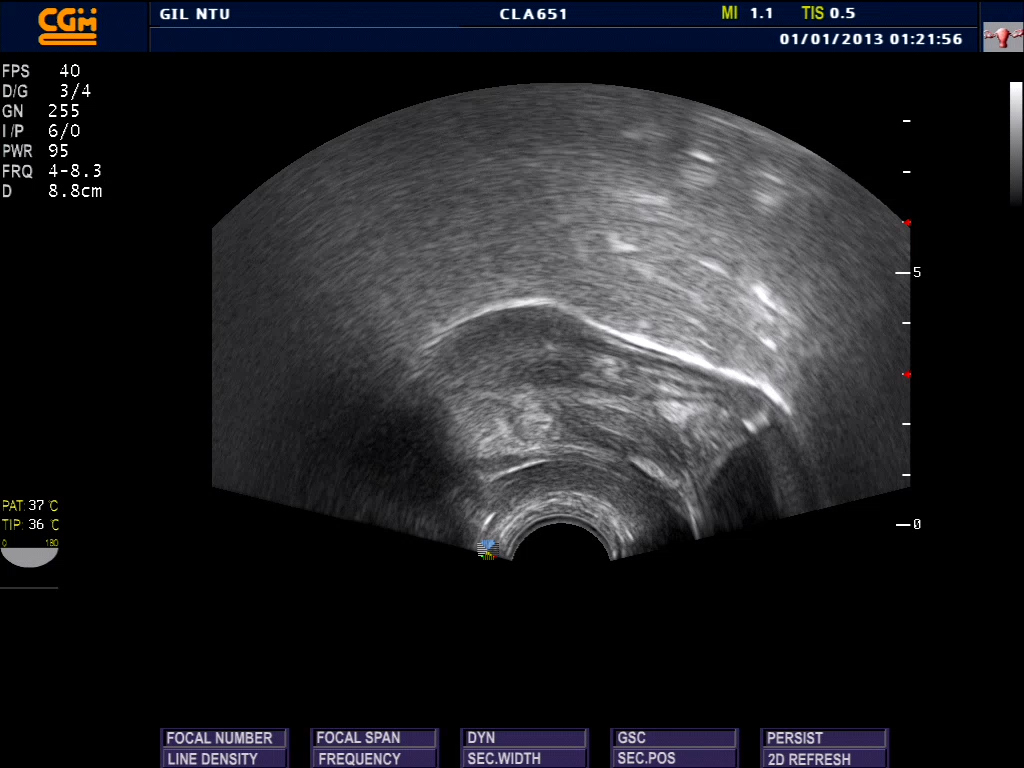 CGM
GIL NTU CLA651 MI 1.1 TIS 0.5
01/01/2013 01:21:56
FPS 40
D/G 3/4
GN 255
I/P 6/0
PWR 95
FRQ 4-8.3
D 8.8cm
5
PAT: 37 °C
TIP: 36 °C
0 180
0
FOCAL NUMBER FOCAL SPAN DYN GSC PERSIST
LINE DENSITY FREQUENCY SEC.WIDTH SEC.POS 2D REFRESH